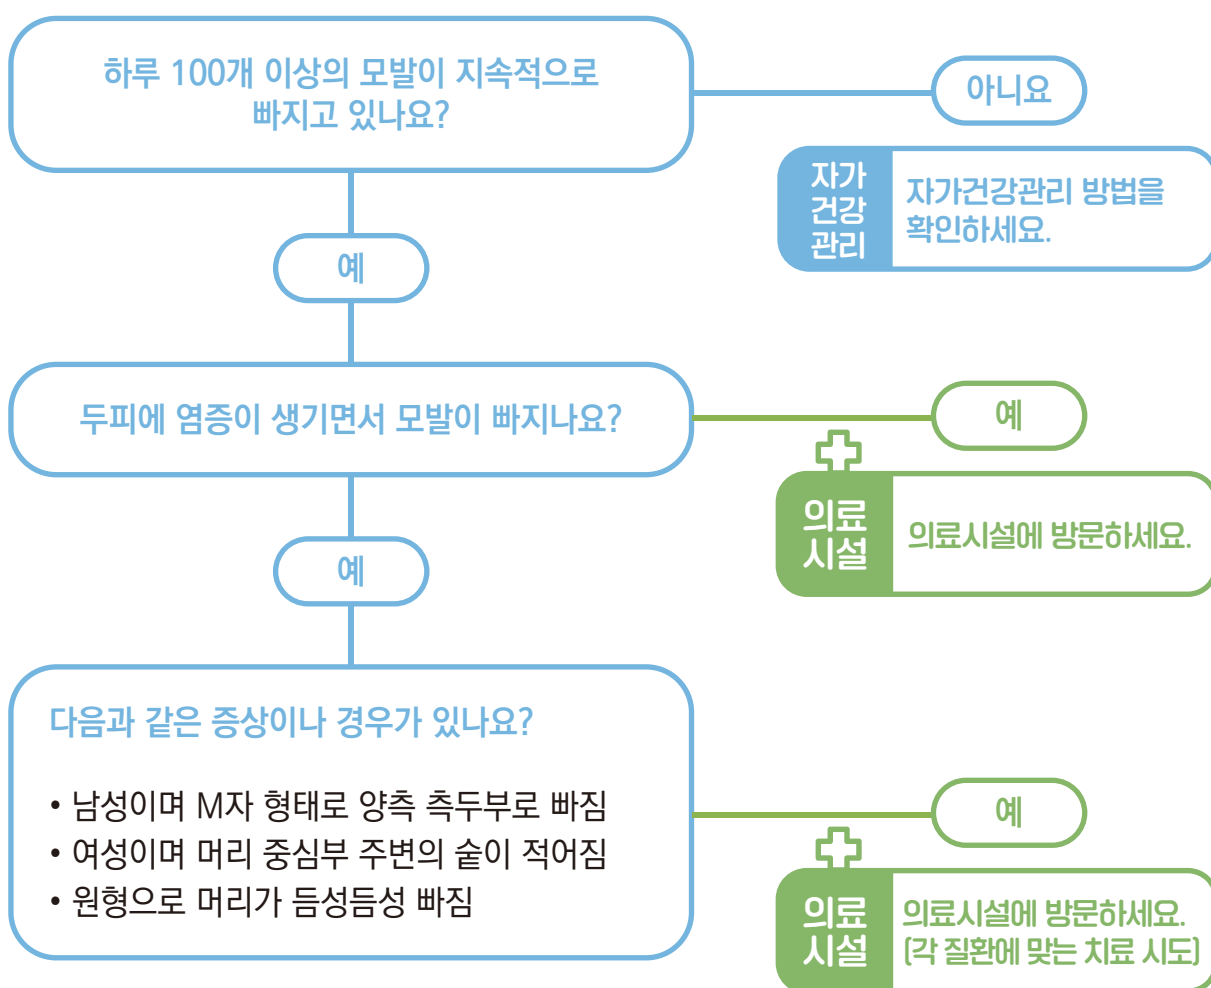 하루 100개 이상의 모발이 지속적으로
빠지고 있나요?
아니요
자가
건강
관리
자가건강관리 방법을
확인하세요.
예
두피에 염증이 생기면서 모발이 빠지나요?
예
의료
시설
의료시설에 방문하세요.
예
다음과 같은 증상이나 경우가 있나요?
• 남성이며 M자 형태로 양측 측두부로 빠짐
• 여성이며 머리 중심부 주변의 숱이 적어짐
• 원형으로 머리가 듬성듬성 빠짐
예
의료
시설
의료시설에 방문하세요.
(각 질환에 맞는 치료 시도)